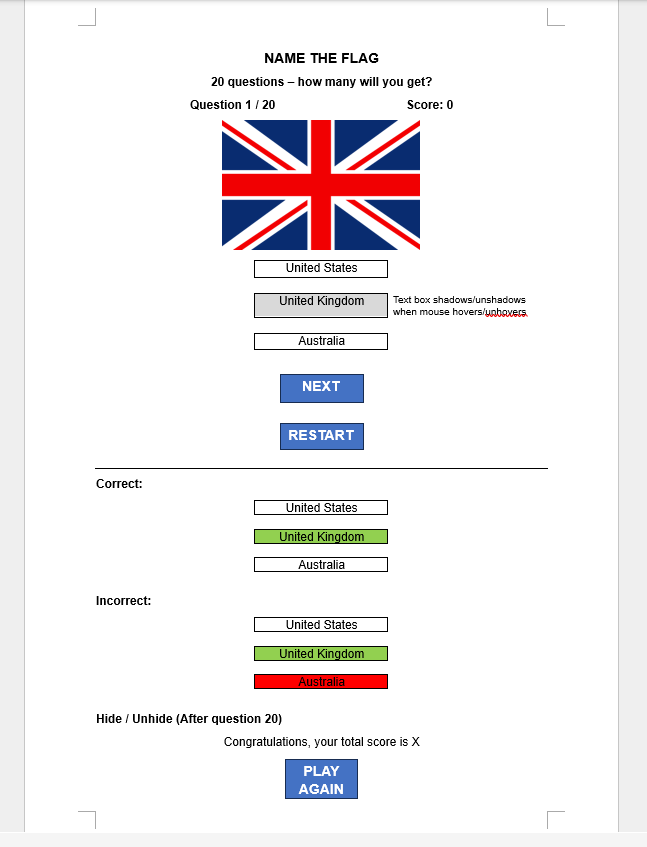 NAME THE FLAG
20 questions – how many will you get?
Question 1 / 20 Score: 0
United States
United Kingdom
Text box shadows/unshadows
when mouse hovers/unhovers
Australia
NEXT
RESTART
Correct:
United States
United Kingdom
Australia
Incorrect:
United States
United Kingdom
Australia
Hide / Unhide (After question 20)
Congratulations, your total score is X
PLAY
AGAIN